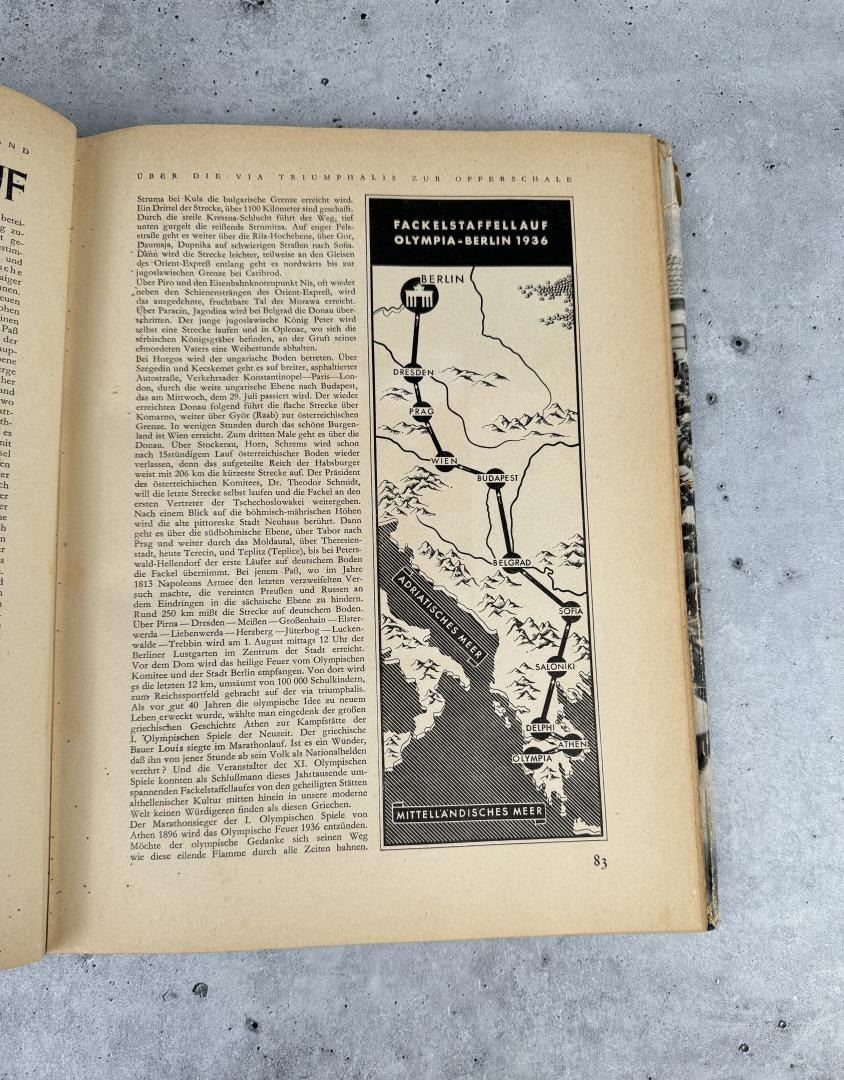 AND
UF
ÜBER DIE VIA TRIUMPHALIS ZUR OPFERSCHALE
Struma bei Kula die bulgarische Grenze erreicht wird.
Ein Drittel der Strecke, über 1100 Kilometer sind geschafft.
Durch die steile Kressna-Schlucht führt der Weg, tief
unten gurgelt die reißende Strumitza. Auf enger Fels-
straße geht es weiter über die Rila-Hochebene, über Gor,
Dzumaja, Dupnika auf schwierigen Straßen nach Sofia.
Dann wird die Strecke leichter, teilweise an den Gleisen
des Orient-Expreß entlang geht es nordwärts bis zur
jugoslawischen Grenze bei Caribrod.
Über Piro und den Eisenbahnknotenpunkt Nis, oft wieder
neben den Schienensträngen des Orient-Expreß, wird
das ausgedehnte, fruchtbare Tal der Morawa erreicht.
Über Paracin, Jagodina wird bei Belgrad die Donau über-
schritten. Der junge jugoslawische König Peter wird
selbst eine Strecke laufen und in Oplenac, wo sich die
serbischen Königsgräber befinden, an der Gruft seines
ermordeten Vaters eine Weihestunde abhalten.
Bei Horgos wird der ungarische Boden betreten. Über
Szegedin und Kecskemet geht es auf breiter, asphaltierter
Autostraße, Verkehrsader Konstantinopel—Paris—Lon-
don, durch die weite ungarische Ebene nach Budapest,
das am Mittwoch, dem 29. Juli passiert wird. Der wieder
erreichten Donau folgend führt die flache Strecke über
Komarno, weiter über Györ (Raab) zur österreichischen
Grenze. In wenigen Stunden durch das schöne Burgen-
land ist Wien erreicht. Zum dritten Male geht es über die
Donau. Über Stockerau, Horn, Schrems wird schon
nach 15stündigem Lauf österreichischer Boden wieder
verlassen, denn das aufgeteilte Reich der Habsburger
weist mit 206 km die kürzeste Strecke auf. Der Präsident
des österreichischen Komitees, Dr. Theodor Schmidt,
will die letzte Strecke selbst laufen und die Fackel an den
ersten Vertreter der Tschechoslowakei weitergehen.
Nach einem Blick auf die böhmisch-mährischen Höhen
wird die alte pittoreske Stadt Neuhaus berührt. Dann
geht es über die südböhmische Ebene, über Tabor nach
Prag und weiter durch das Moldautal, über Theresien-
stadt, heute Terecin, und Teplitz (Teplice), bis bei Peters-
wald-Hellendorf der erste Läufer auf deutschem Boden
die Fackel übernimmt. Bei jenem Paß, wo im Jahre
1813 Napoleons Armee den letzten verzweifelten Ver-
such machte, die vereinten Preußen und Russen an
dem Eindringen in die sächsische Ebene zu hindern.
Rund 250 km mißt die Strecke auf deutschem Boden.
Über Pirna—Dresden—Meißen—Großenhain—Elster-
werda—Liebenwerda—Herzberg—Jüterbog—Lucken-
walde—Trebbin wird am 1. August mittags 12 Uhr der
Berliner Lustgarten im Zentrum der Stadt erreicht.
Vor dem Dom wird das heilige Feuer vom Olympischen
Komitee und der Stadt Berlin empfangen. Von dort wird
es die letzten 12 km, umsäumt von 100 000 Schulkindern,
zum Reichssportfeld gebracht auf der via triumphalis.
Als vor gut 40 Jahren die olympische Idee zu neuem
Leben erweckt wurde, wählte man eingedenk der großen
griechischen Geschichte Athen zur Kampfstätte der
I. Olympischen Spiele der Neuzeit. Der griechische
Bauer Louis siegte im Marathonlauf. Ist es ein Wunder,
daß ihn von jener Stunde ab sein Volk als Nationalhelden
verehrt? Und die Veranstalter der XI. Olympischen
Spiele konnten als Schlußmann dieses Jahrtausende um-
spannenden Fackelstaffellaufes von den geheiligten Stätten
althellenischer Kultur mitten hinein in unsere moderne
Welt keinen Würdigeren finden als diesen Griechen.
Der Marathonsieger der I. Olympischen Spiele von
Athen 1896 wird das Olympische Feuer 1936 entzünden.
Möchte der olympische Gedanke sich seinen Weg
wie diese eilende Flamme durch alle Zeiten bahnen.
FACKELSTAFFELLAUF
OLYMPIA-BERLIN 1936
BERLIN
DRESDEN
PRAG
WIEN
BUDAPEST
BELGRAD
ADRIATISCHES MEER
SOFIA
SALONIKI
DELPHI
ATHEN
OLYMPIA
MITTELLÄNDISCHES MEER
83